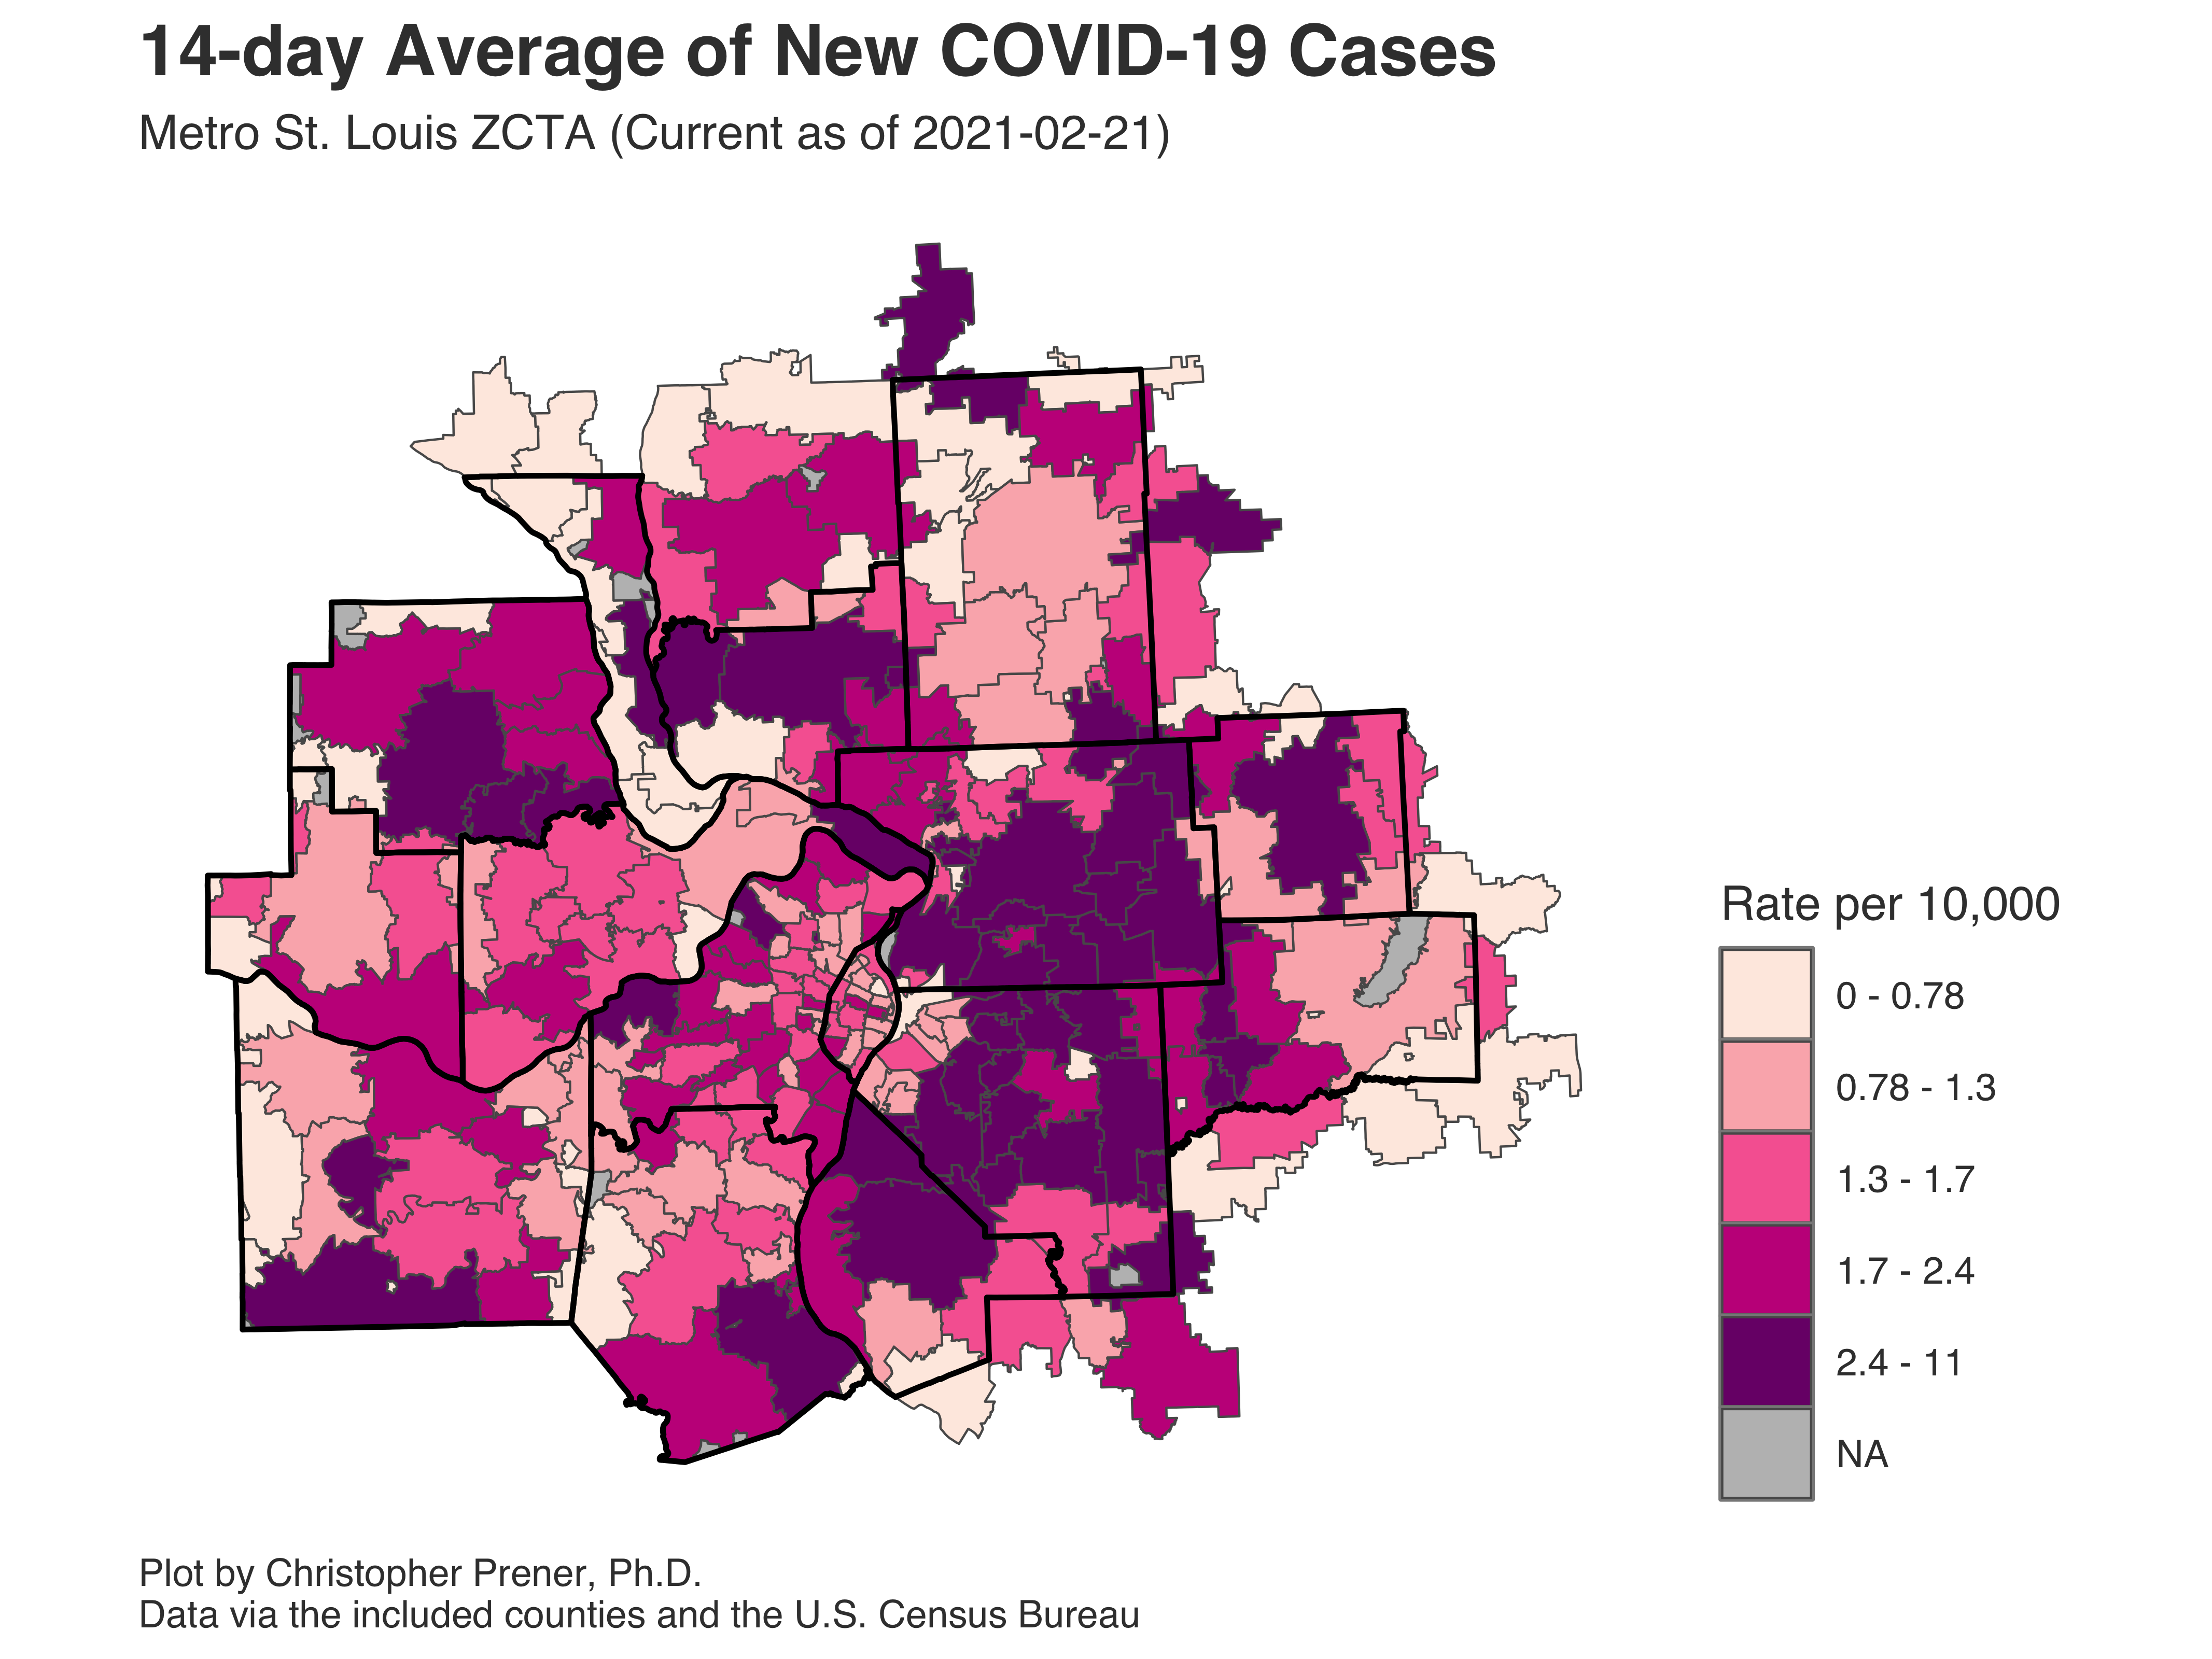 14-day Average of New COVID-19 Cases
Metro St. Louis ZCTA (Current as of 2021-02-21)
Rate per 10,000
0 - 0.78
0.78 - 1.3
1.3 - 1.7
1.7 - 2.4
2.4 - 11
NA
Plot by Christopher Prener, Ph.D.
Data via the included counties and the U.S. Census Bureau